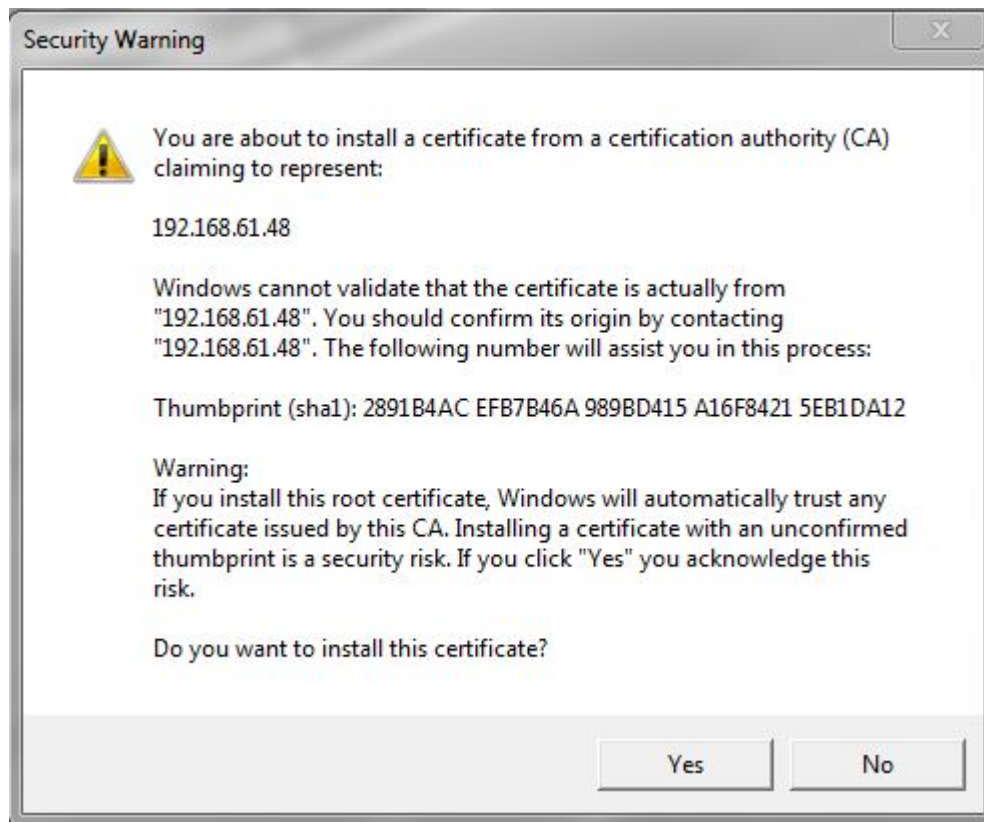 Security Warning
You are about to install a certificate from a certification authority (CA)
claiming to represent:
192.168.61.48
Windows cannot validate that the certificate is actually from
"192.168.61.48". You should confirm its origin by contacting
"192.168.61.48". The following number will assist you in this process:
Thumbprint (sha1): 2891B4AC EFB7B46A 989BD415 A16F8421 5EB1DA12
Warning:
If you install this root certificate, Windows will automatically trust any
certificate issued by this CA. Installing a certificate with an unconfirmed
thumbprint is a security risk. If you click "Yes" you acknowledge this
risk.
Do you want to install this certificate?
Yes No